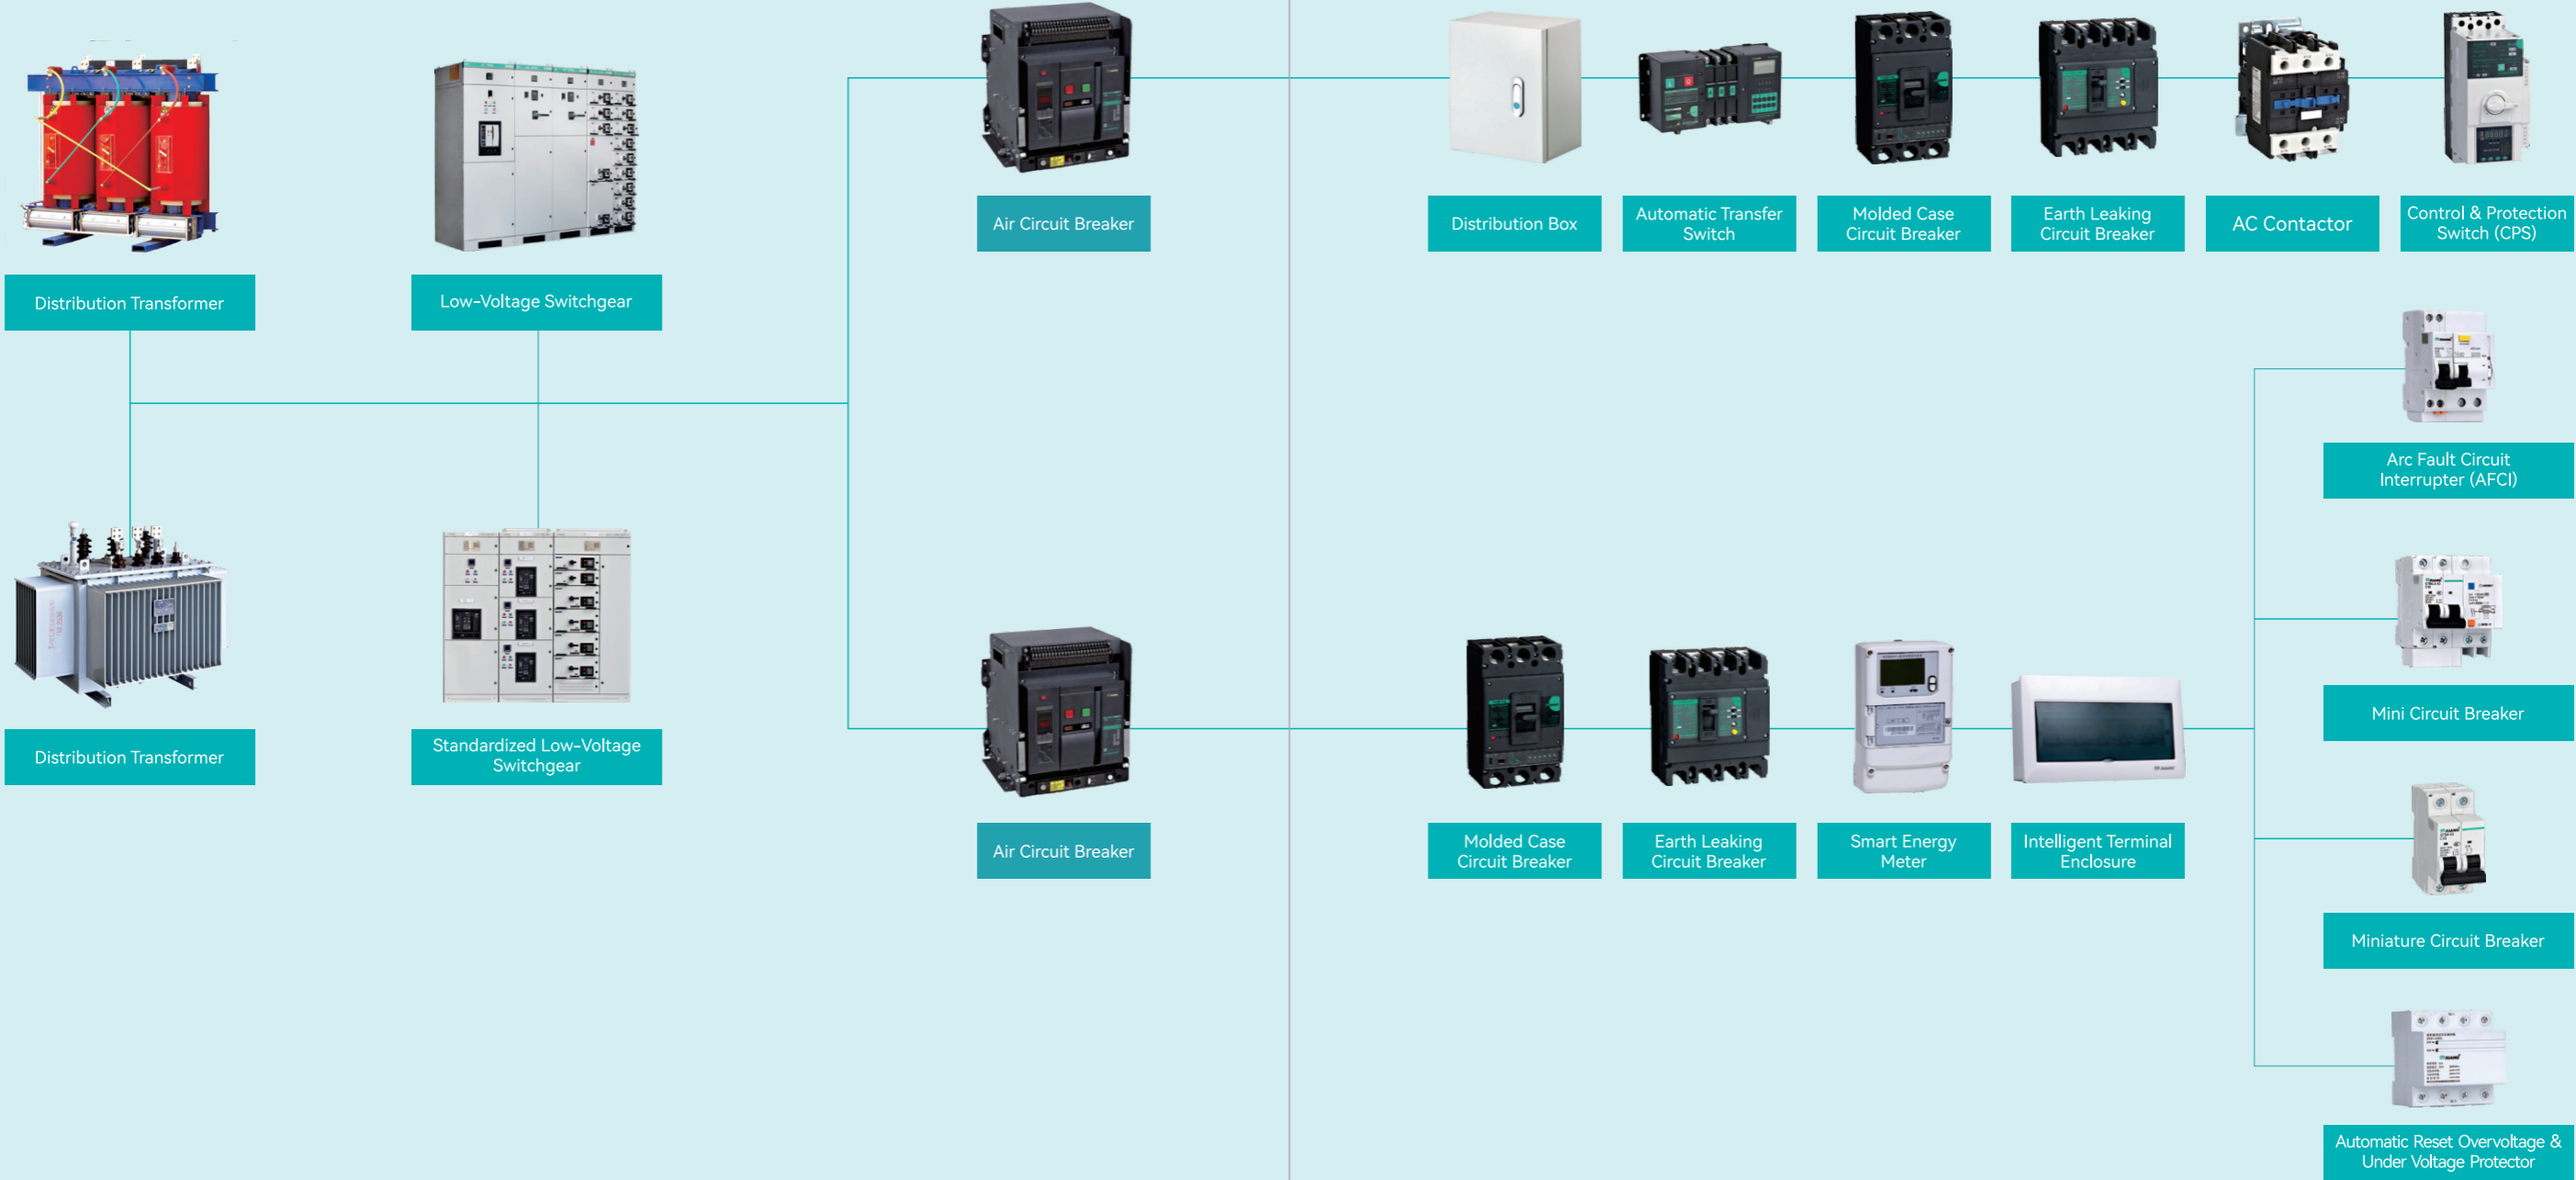 Air Circuit Breaker
Distribution Box
Automatic Transfer
Switch
Molded Case
Circuit Breaker
Earth Leaking
Circuit Breaker
AC Contactor
Control & Protection
Switch (CPS)
Distribution Transformer
Low-Voltage Switchgear
Arc Fault Circuit
Interrupter (AFCI)
Mini Circuit Breaker
Distribution Transformer
Standardized Low-Voltage
Switchgear
Air Circuit Breaker
Molded Case
Circuit Breaker
Earth Leaking
Circuit Breaker
Smart Energy
Meter
Intelligent Terminal
Enclosure
Miniature Circuit Breaker
Automatic Reset Overvoltage &
Under Voltage Protector